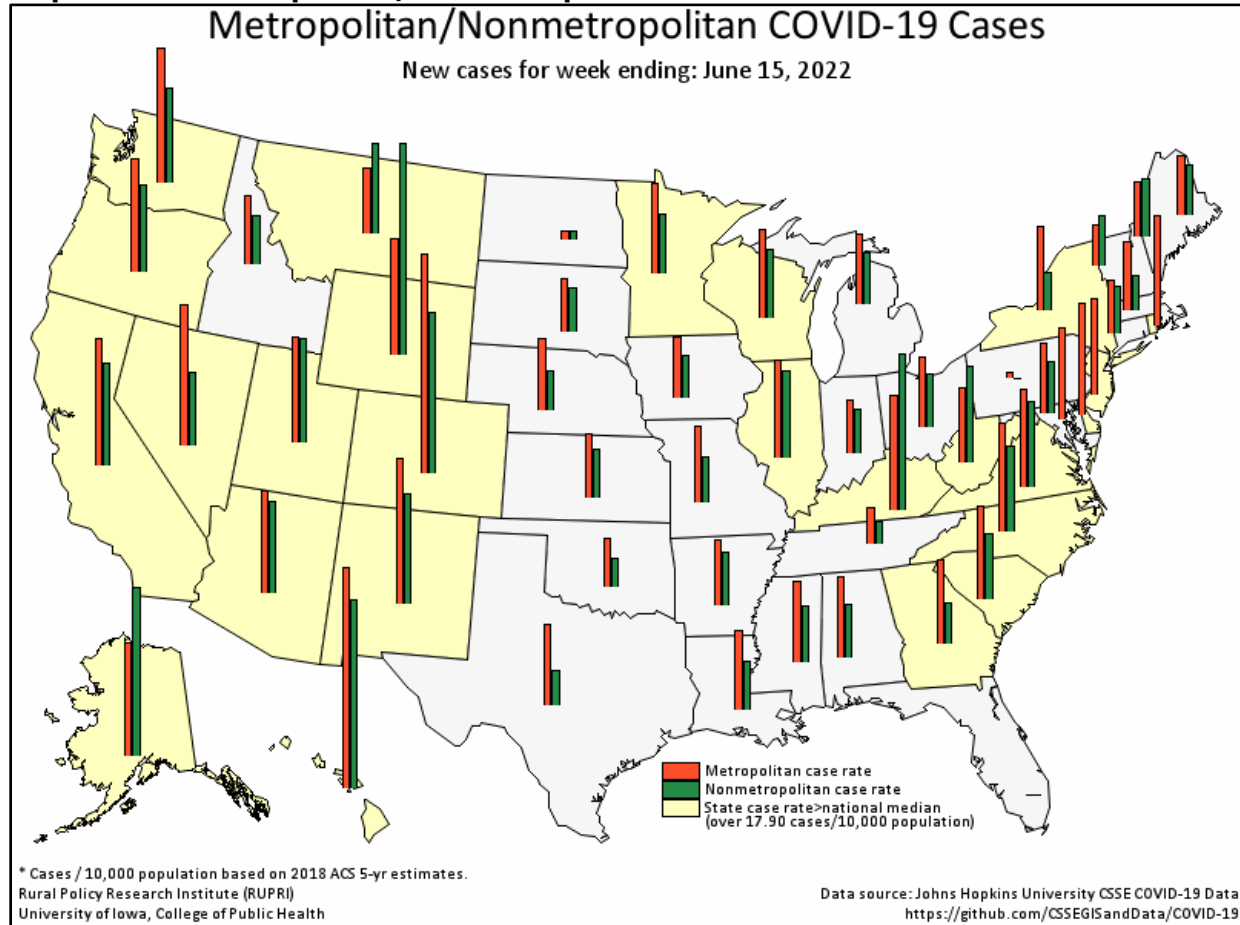 Metropolitan/Nonmetropolitan COVID-19 Cases
New cases for week ending: June 15, 2022
Metropolitan case rate
Nonmetropolitan case rate
State case rate>national median
(over 17.90 cases/10,000 population)
* Cases / 10,000 population based on 2018 ACS 5-yr estimates.
Rural Policy Research Institute (RUPRI)
University of Iowa, College of Public Health
Data source: Johns Hopkins University CSSE COVID-19 Data
https://github.com/CSSEGISandData/COVID-19